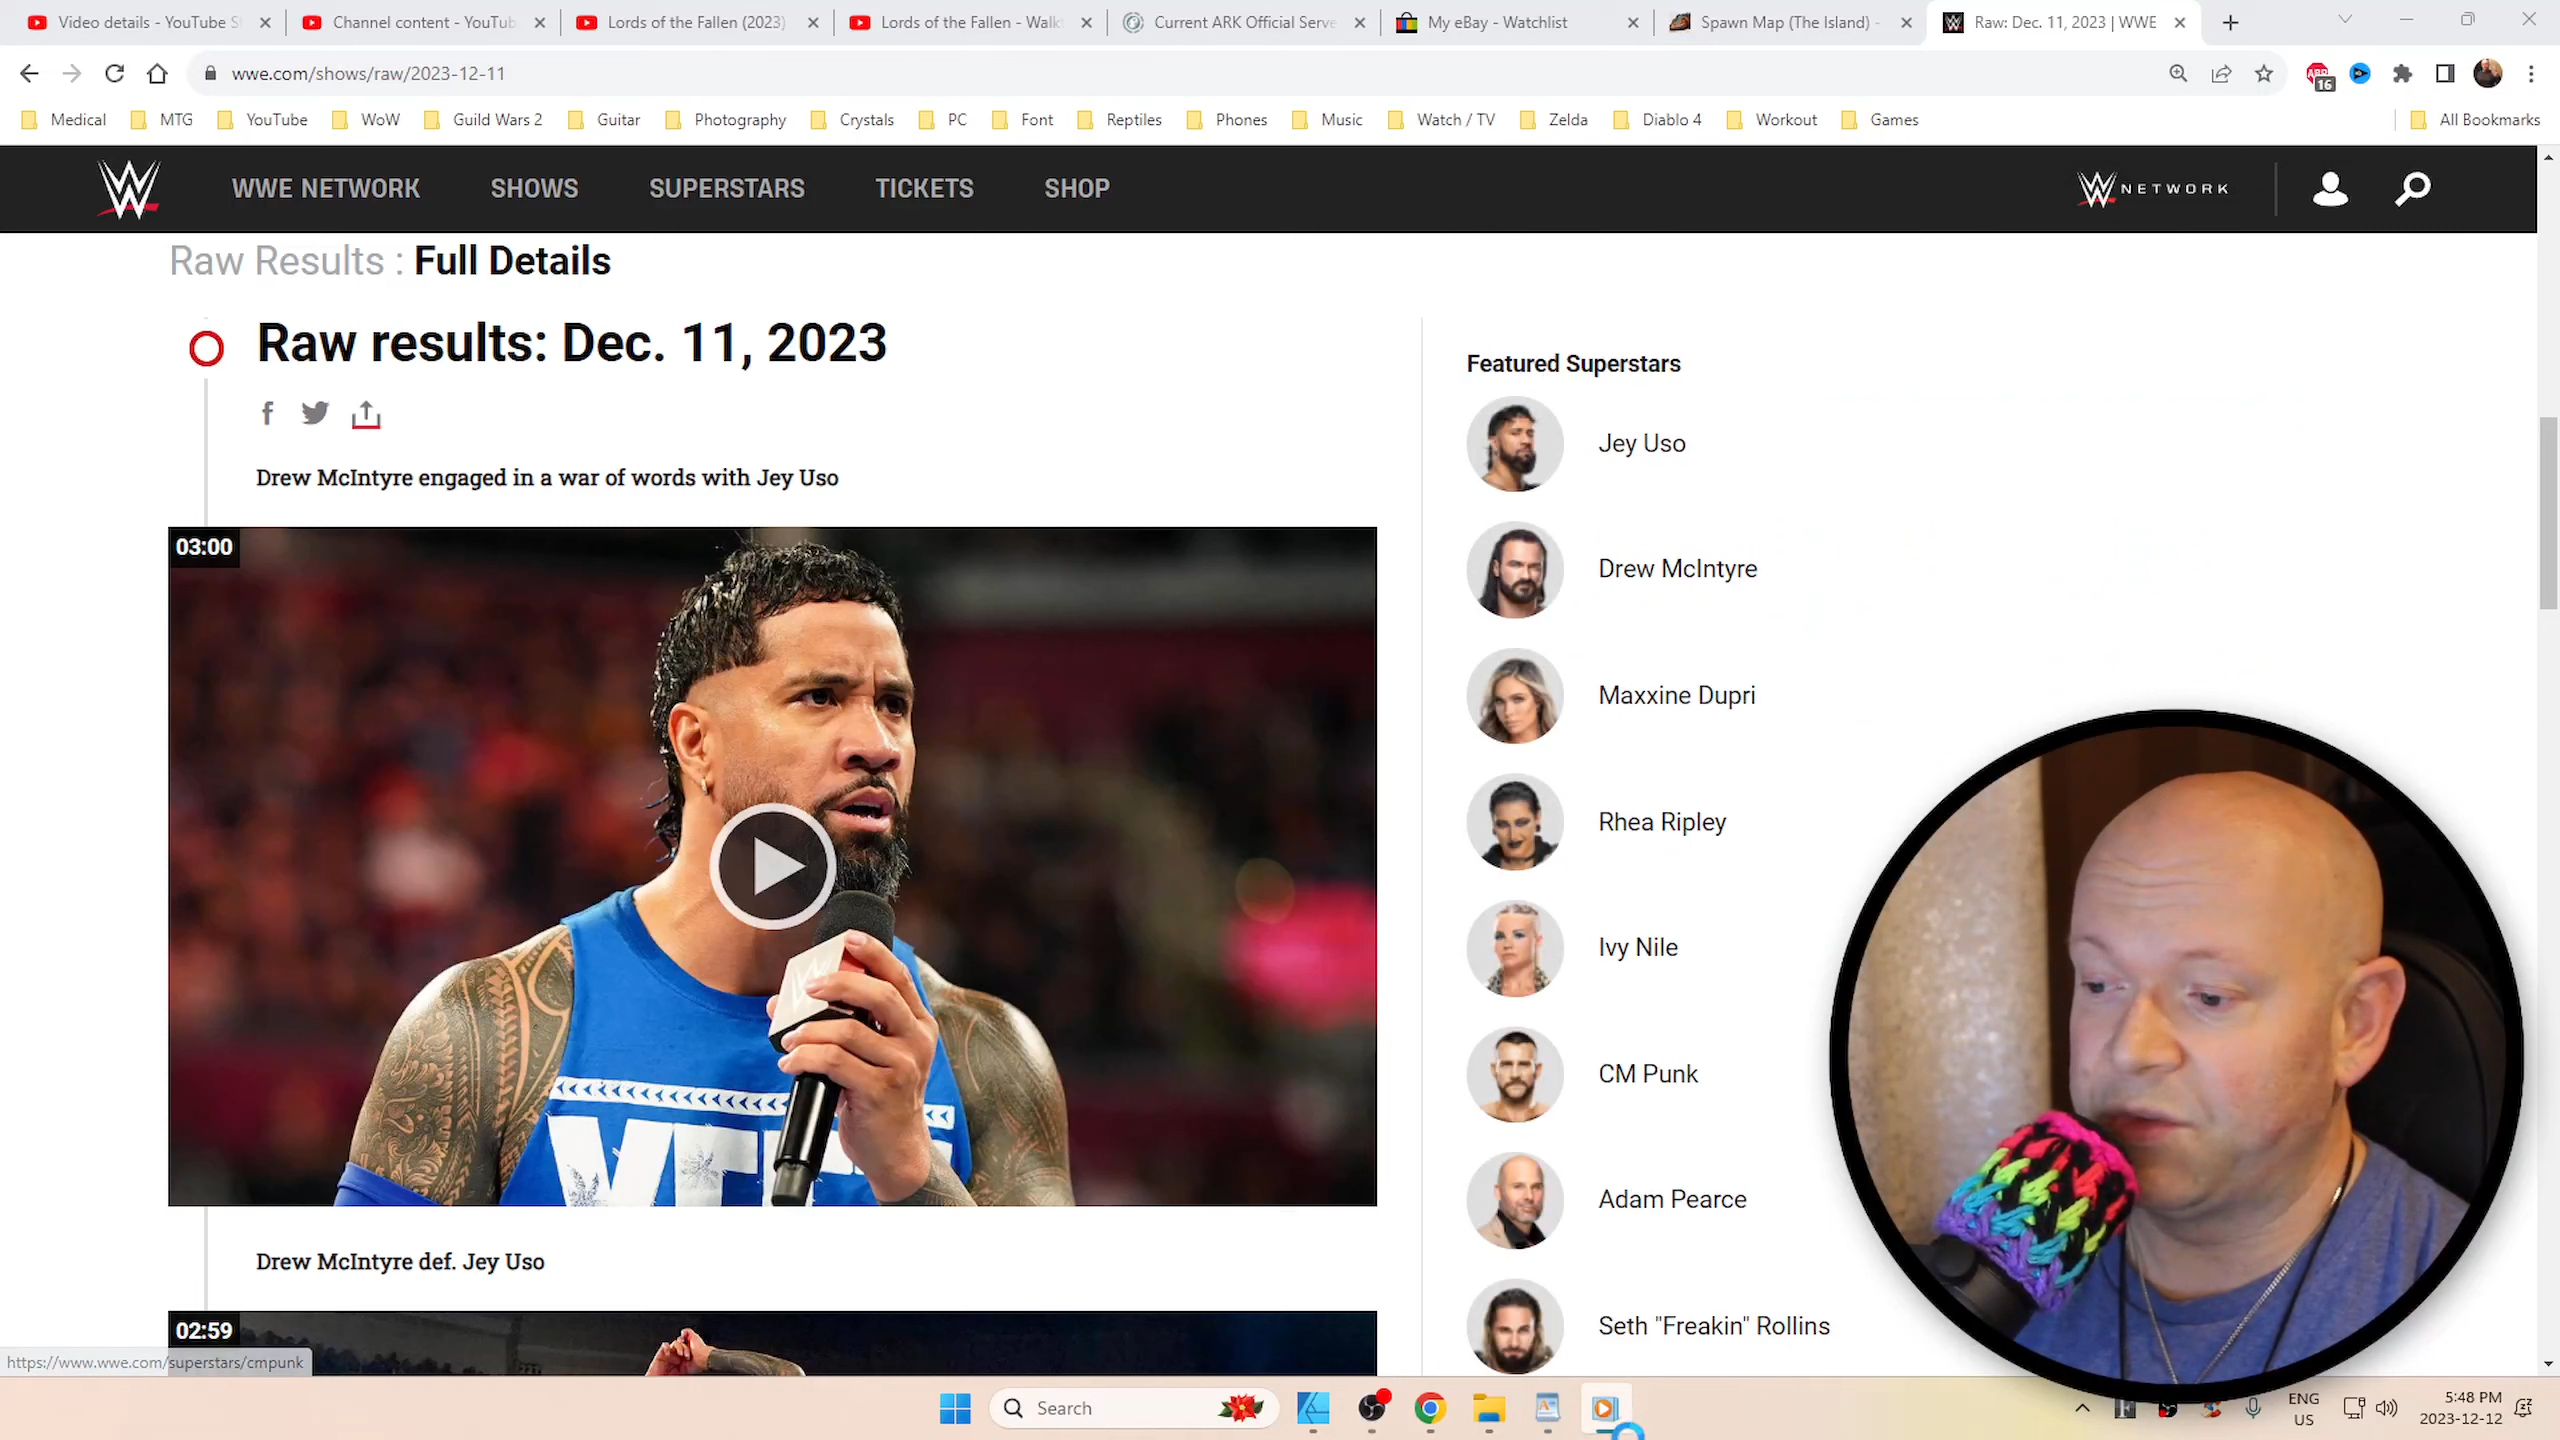 Video details - YouTube S
Channel content - YouTub
Lords of the Fallen (2023)
Lords of the Fallen - Walk
Current ARK Official Serve
My eBay - Watchlist
Spawn Map (The Island) -
Raw: Dec. 11, 2023 | WWE
wwe.com/shows/raw/2023-12-11
ABP
16
Medical
MTG
YouTube
WoW
Guild Wars 2
Guitar
Photography
Crystals
PC
Font
Reptiles
Phones
Music
Watch / TV
Zelda
Diablo 4
Workout
Games
All Bookmarks
WWE NETWORK
SHOWS
SUPERSTARS
TICKETS
SHOP
NETWORK
Raw Results : Full Details
Raw results: Dec. 11, 2023
Drew McIntyre engaged in a war of words with Jey Uso
03:00
Drew McIntyre def. Jey Uso
02:59
Featured Superstars
Jey Uso
Drew McIntyre
Maxxine Dupri
Rhea Ripley
Ivy Nile
CM Punk
Adam Pearce
Seth "Freakin" Rollins
https://www.wwe.com/superstars/cmpunk
Search
ENG
US
5:48 PM
2023-12-12